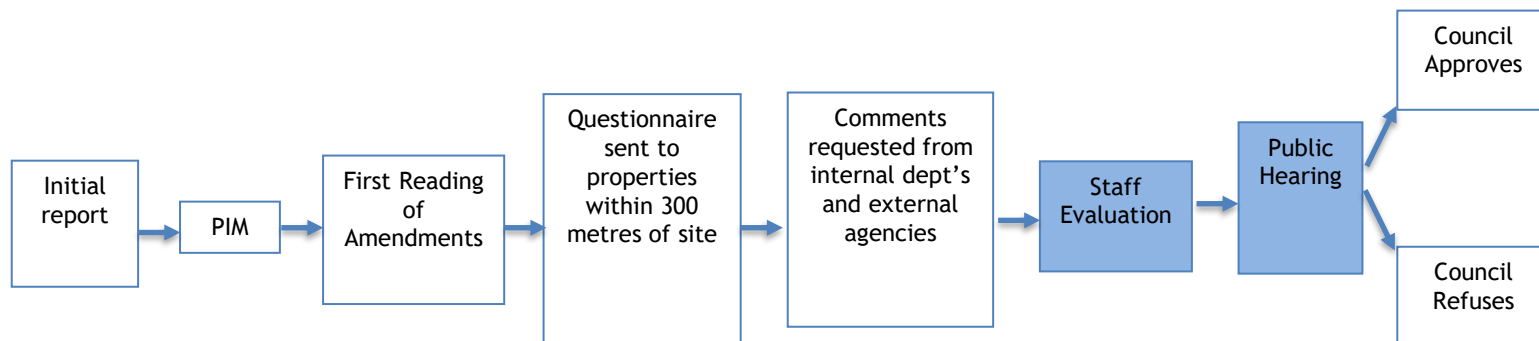 Initial
report
PIM
First Reading
of
Amendments
Questionnaire
sent to
properties
within 300
metres of site
Comments
requested from
internal dept’s
and external
agencies
Staff
Evaluation
Public
Hearing
Council
Approves
Council
Refuses